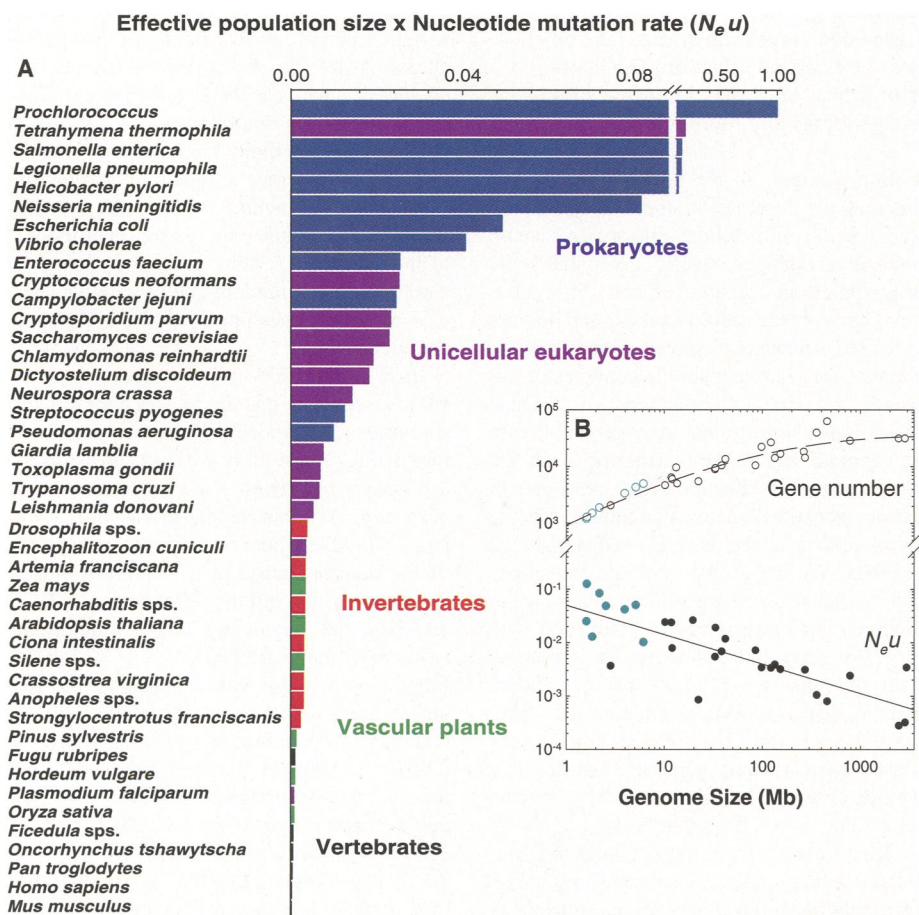 Effective population size x Nucleotide mutation rate (Nₑu)
A
0.00 0.04 0.08 0.50 1.00
Prochlorococcus
Tetrahymena thermophila
Salmonella enterica
Legionella pneumophila
Helicobacter pylori
Neisseria meningitidis
Escherichia coli
Vibrio cholerae
Enterococcus faecium
Cryptococcus neoformans
Campylobacter jejuni
Cryptosporidium parvum
Saccharomyces cerevisiae
Chlamydomonas reinhardtii
Dictyostelium discoideum
Neurospora crassa
Streptococcus pyogenes
Pseudomonas aeruginosa
Giardia lamblia
Toxoplasma gondii
Trypanosoma cruzi
Leishmania donovani
Drosophila sps.
Encephalitozoon cuniculi
Artemia franciscana
Zea mays
Caenorhabditis sps.
Arabidopsis thaliana
Ciona intestinalis
Silene sps.
Crassostrea virginica
Anopheles sps.
Strongylocentrotus franciscanis
Pinus sylvestris
Fugu rubripes
Hordeum vulgare
Plasmodium falciparum
Oryza sativa
Ficedula sps.
Oncorhynchus tshawytscha
Pan troglodytes
Homo sapiens
Mus musculus
Prokaryotes
Unicellular eukaryotes
Invertebrates
Vascular plants
Vertebrates
B
10⁵
10⁴
10³
Gene number
10⁻¹
10⁻²
10⁻³
10⁻⁴
Nₑu
1 10 100 1000
Genome Size (Mb)